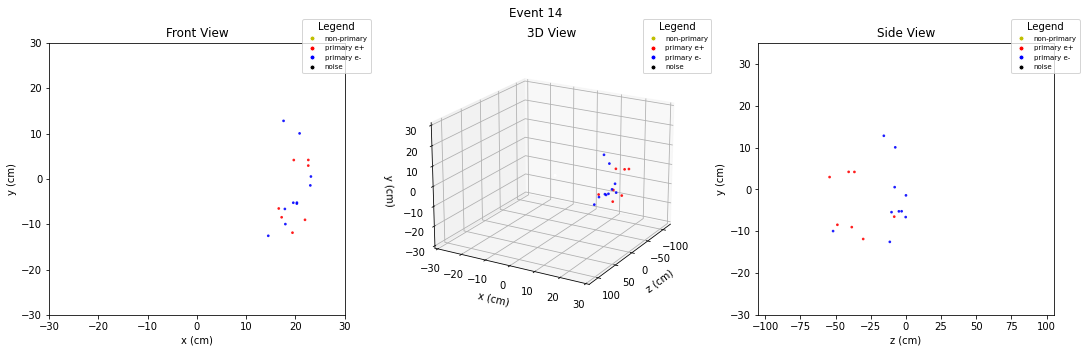 Event 14
Front View
Legend
non-primary
primary e+
primary e-
noise
30
20
10
0
−10
−20
−30
y (cm)
−30 −20 −10 0 10 20 30
x (cm)
3D View
Legend
non-primary
primary e+
primary e-
noise
30
20
10
0
−10
−20
−30
y (cm)
−30 −20 −10 0 10 20 30
x (cm)
−100
−50
0
50
100
z (cm)
Side View
Legend
non-primary
primary e+
primary e-
noise
30
20
10
0
−10
−20
−30
y (cm)
−100 −75 −50 −25 0 25 50 75 100
z (cm)